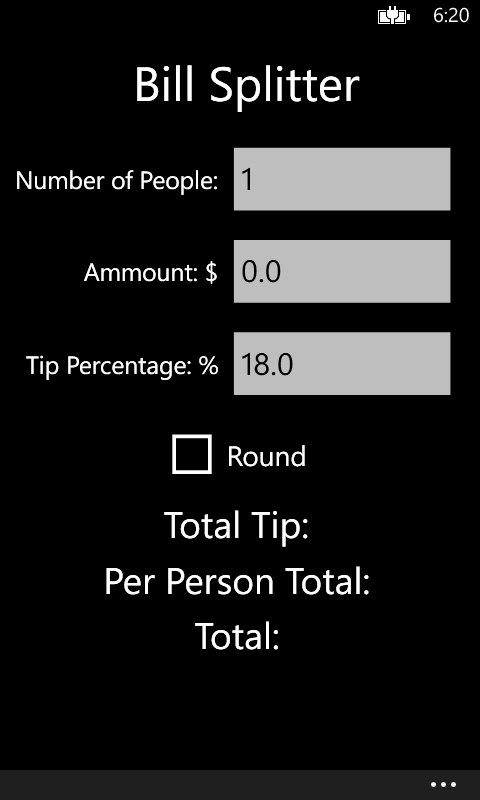 6:20
Bill Splitter
Number of People: 1
Ammount: $ 0.0
Tip Percentage: % 18.0
Round
Total Tip:
Per Person Total:
Total: